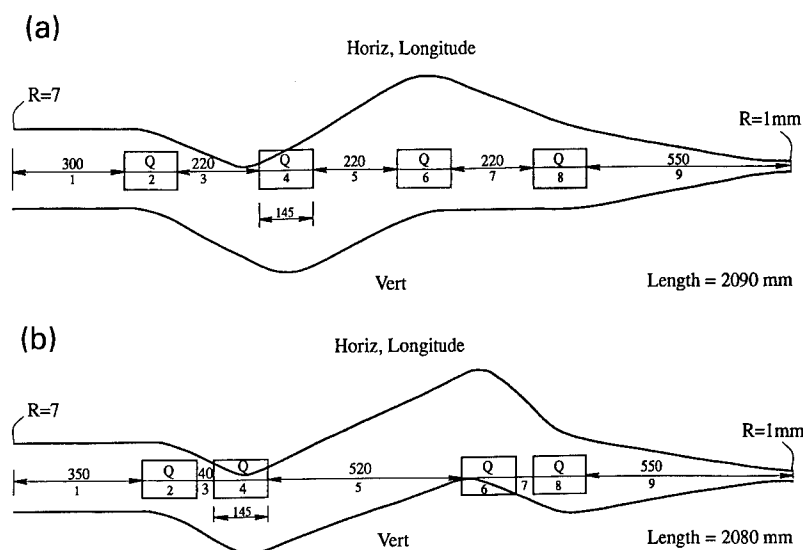 (a)
Horiz, Longitude
R=7
R=1mm
300 Q 220 Q 220 Q 220 Q 550
1 2 3 4 5 6 7 8 9
145
Vert
Length = 2090 mm
(b)
Horiz, Longitude
R=7
R=1mm
350 Q 40 Q 520 Q Q 550
1 2 3 4 5 6 7 8 9
145
Vert
Length = 2080 mm